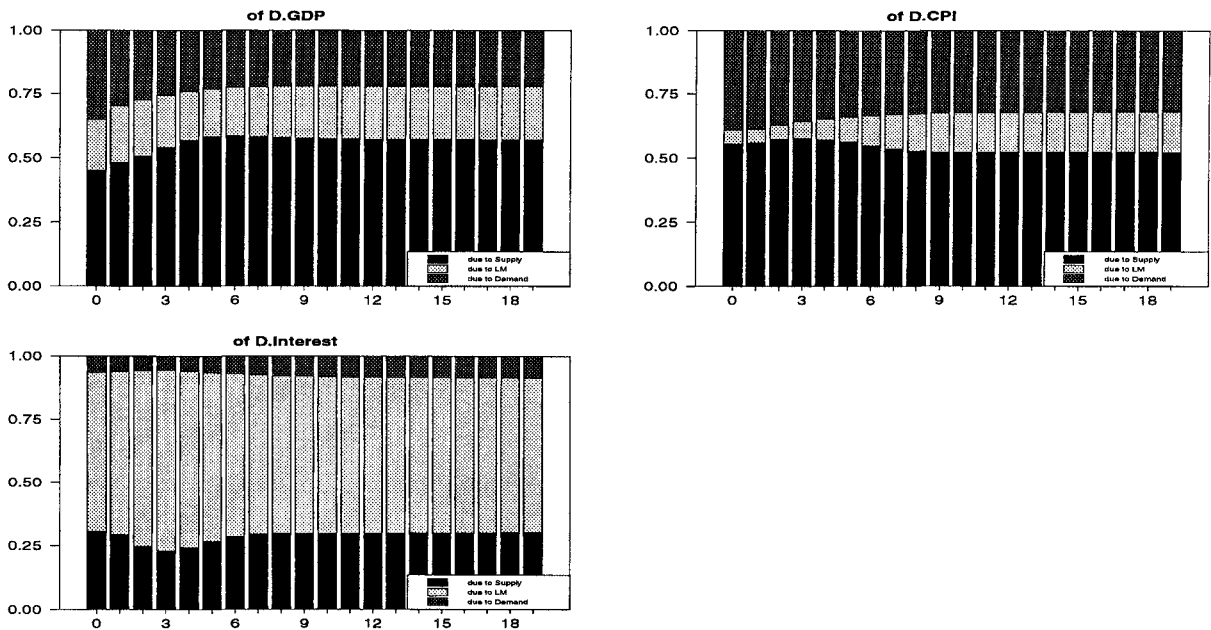 of D.GDP
1.00
0.75
0.50
0.25
0.00
due to Supply
due to LM
due to Demand
0 3 6 9 12 15 18
of D.CPI
1.00
0.75
0.50
0.25
0.00
due to Supply
due to LM
due to Demand
0 3 6 9 12 15 18
of D.Interest
1.00
0.75
0.50
0.25
0.00
due to Supply
due to LM
due to Demand
0 3 6 9 12 15 18